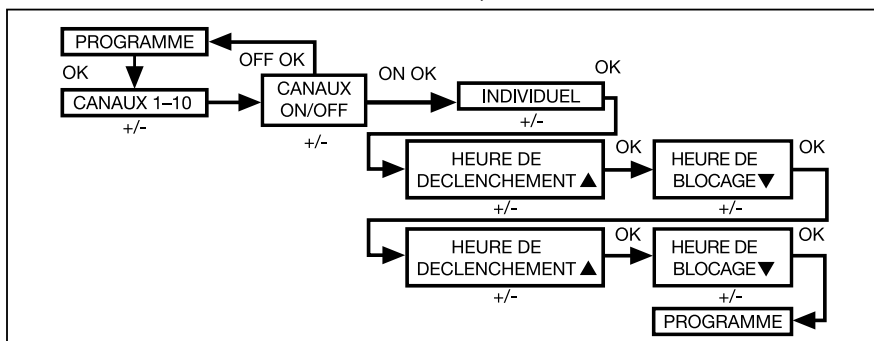 PROGRAMME
OK
OFF OK
CANAUX 1–10
+/-
CANAUX
ON/OFF
+/-
ON OK
INDIVIDUEL
+/-
OK
HEURE DE
DECLENCHEMENT ▲
+/-
OK
HEURE DE
BLOCAGE ▼
+/-
OK
HEURE DE
DECLENCHEMENT ▲
+/-
OK
HEURE DE
BLOCAGE ▼
+/-
OK
PROGRAMME